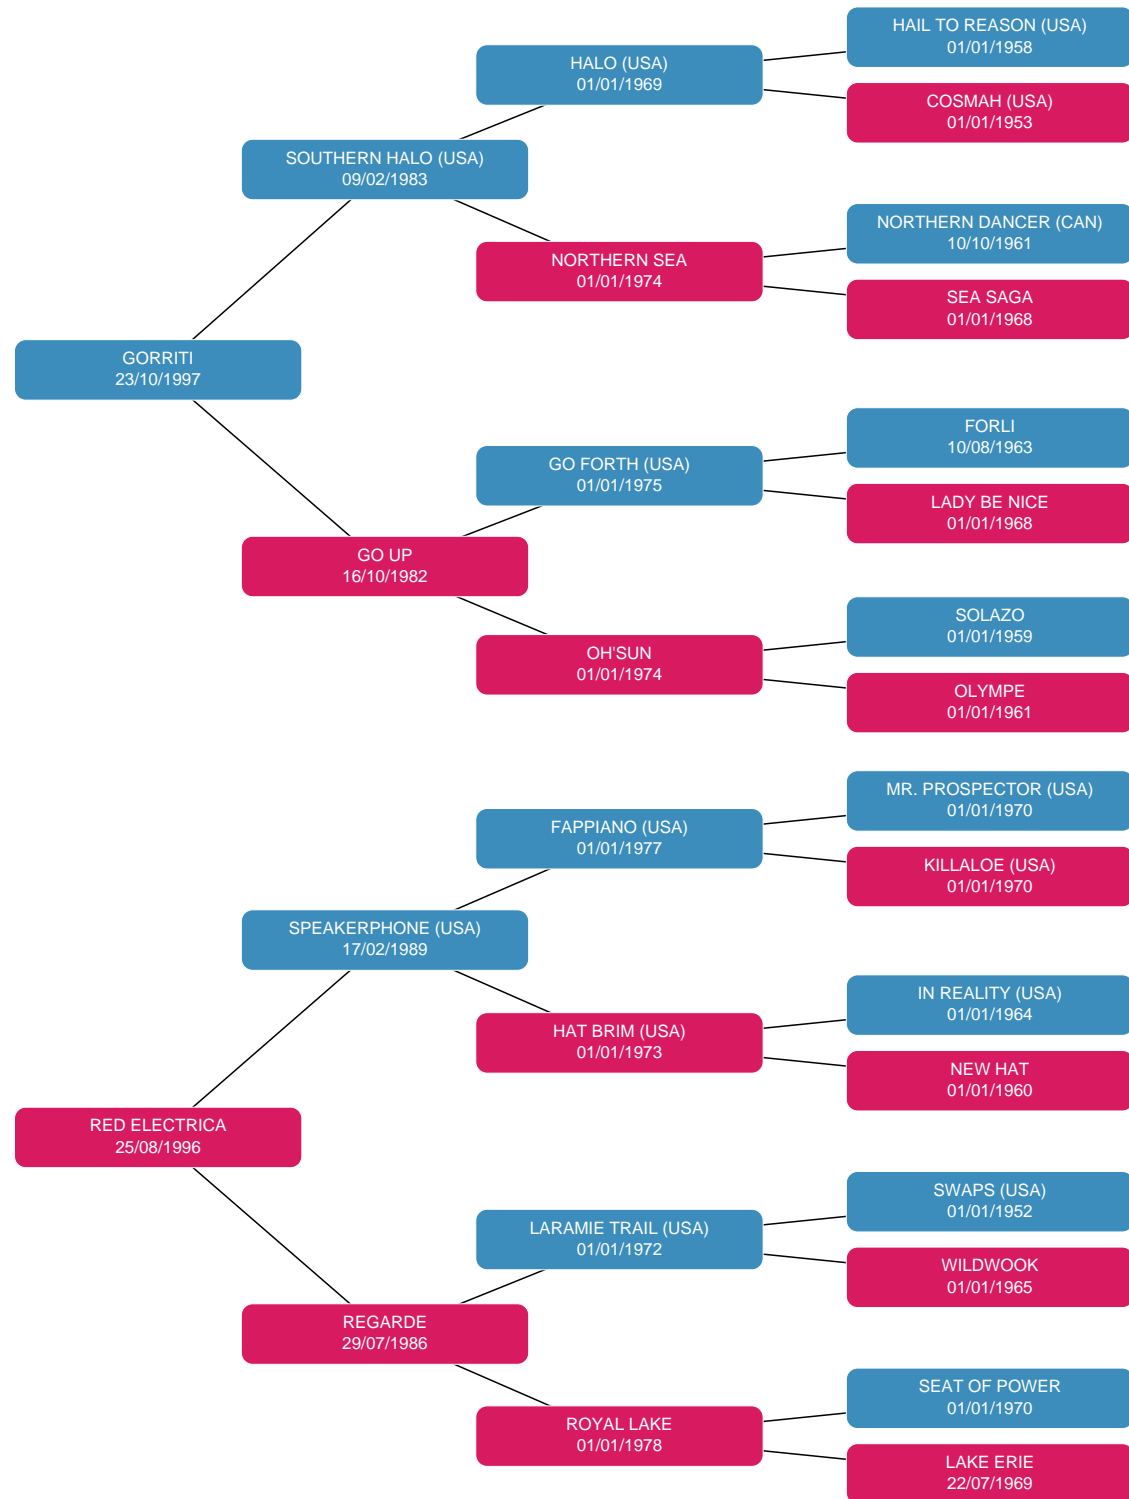 HAIL TO REASON (USA)
01/01/1958
HALO (USA)
01/01/1969
COSMAH (USA)
01/01/1953
SOUTHERN HALO (USA)
09/02/1983
NORTHERN DANCER (CAN)
10/10/1961
NORTHERN SEA
01/01/1974
SEA SAGA
01/01/1968
GORRITI
23/10/1997
FORLI
10/08/1963
GO FORTH (USA)
01/01/1975
LADY BE NICE
01/01/1968
GO UP
16/10/1982
SOLAZO
01/01/1959
OH'SUN
01/01/1974
OLYMPE
01/01/1961
MR. PROSPECTOR (USA)
01/01/1970
FAPPIANO (USA)
01/01/1977
KILLALOE (USA)
01/01/1970
SPEAKERPHONE (USA)
17/02/1989
IN REALITY (USA)
01/01/1964
HAT BRIM (USA)
01/01/1973
NEW HAT
01/01/1960
RED ELECTRICA
25/08/1996
SWAPS (USA)
01/01/1952
LARAMIE TRAIL (USA)
01/01/1972
WILDWOOK
01/01/1965
REGARDE
29/07/1986
SEAT OF POWER
01/01/1970
ROYAL LAKE
01/01/1978
LAKE ERIE
22/07/1969